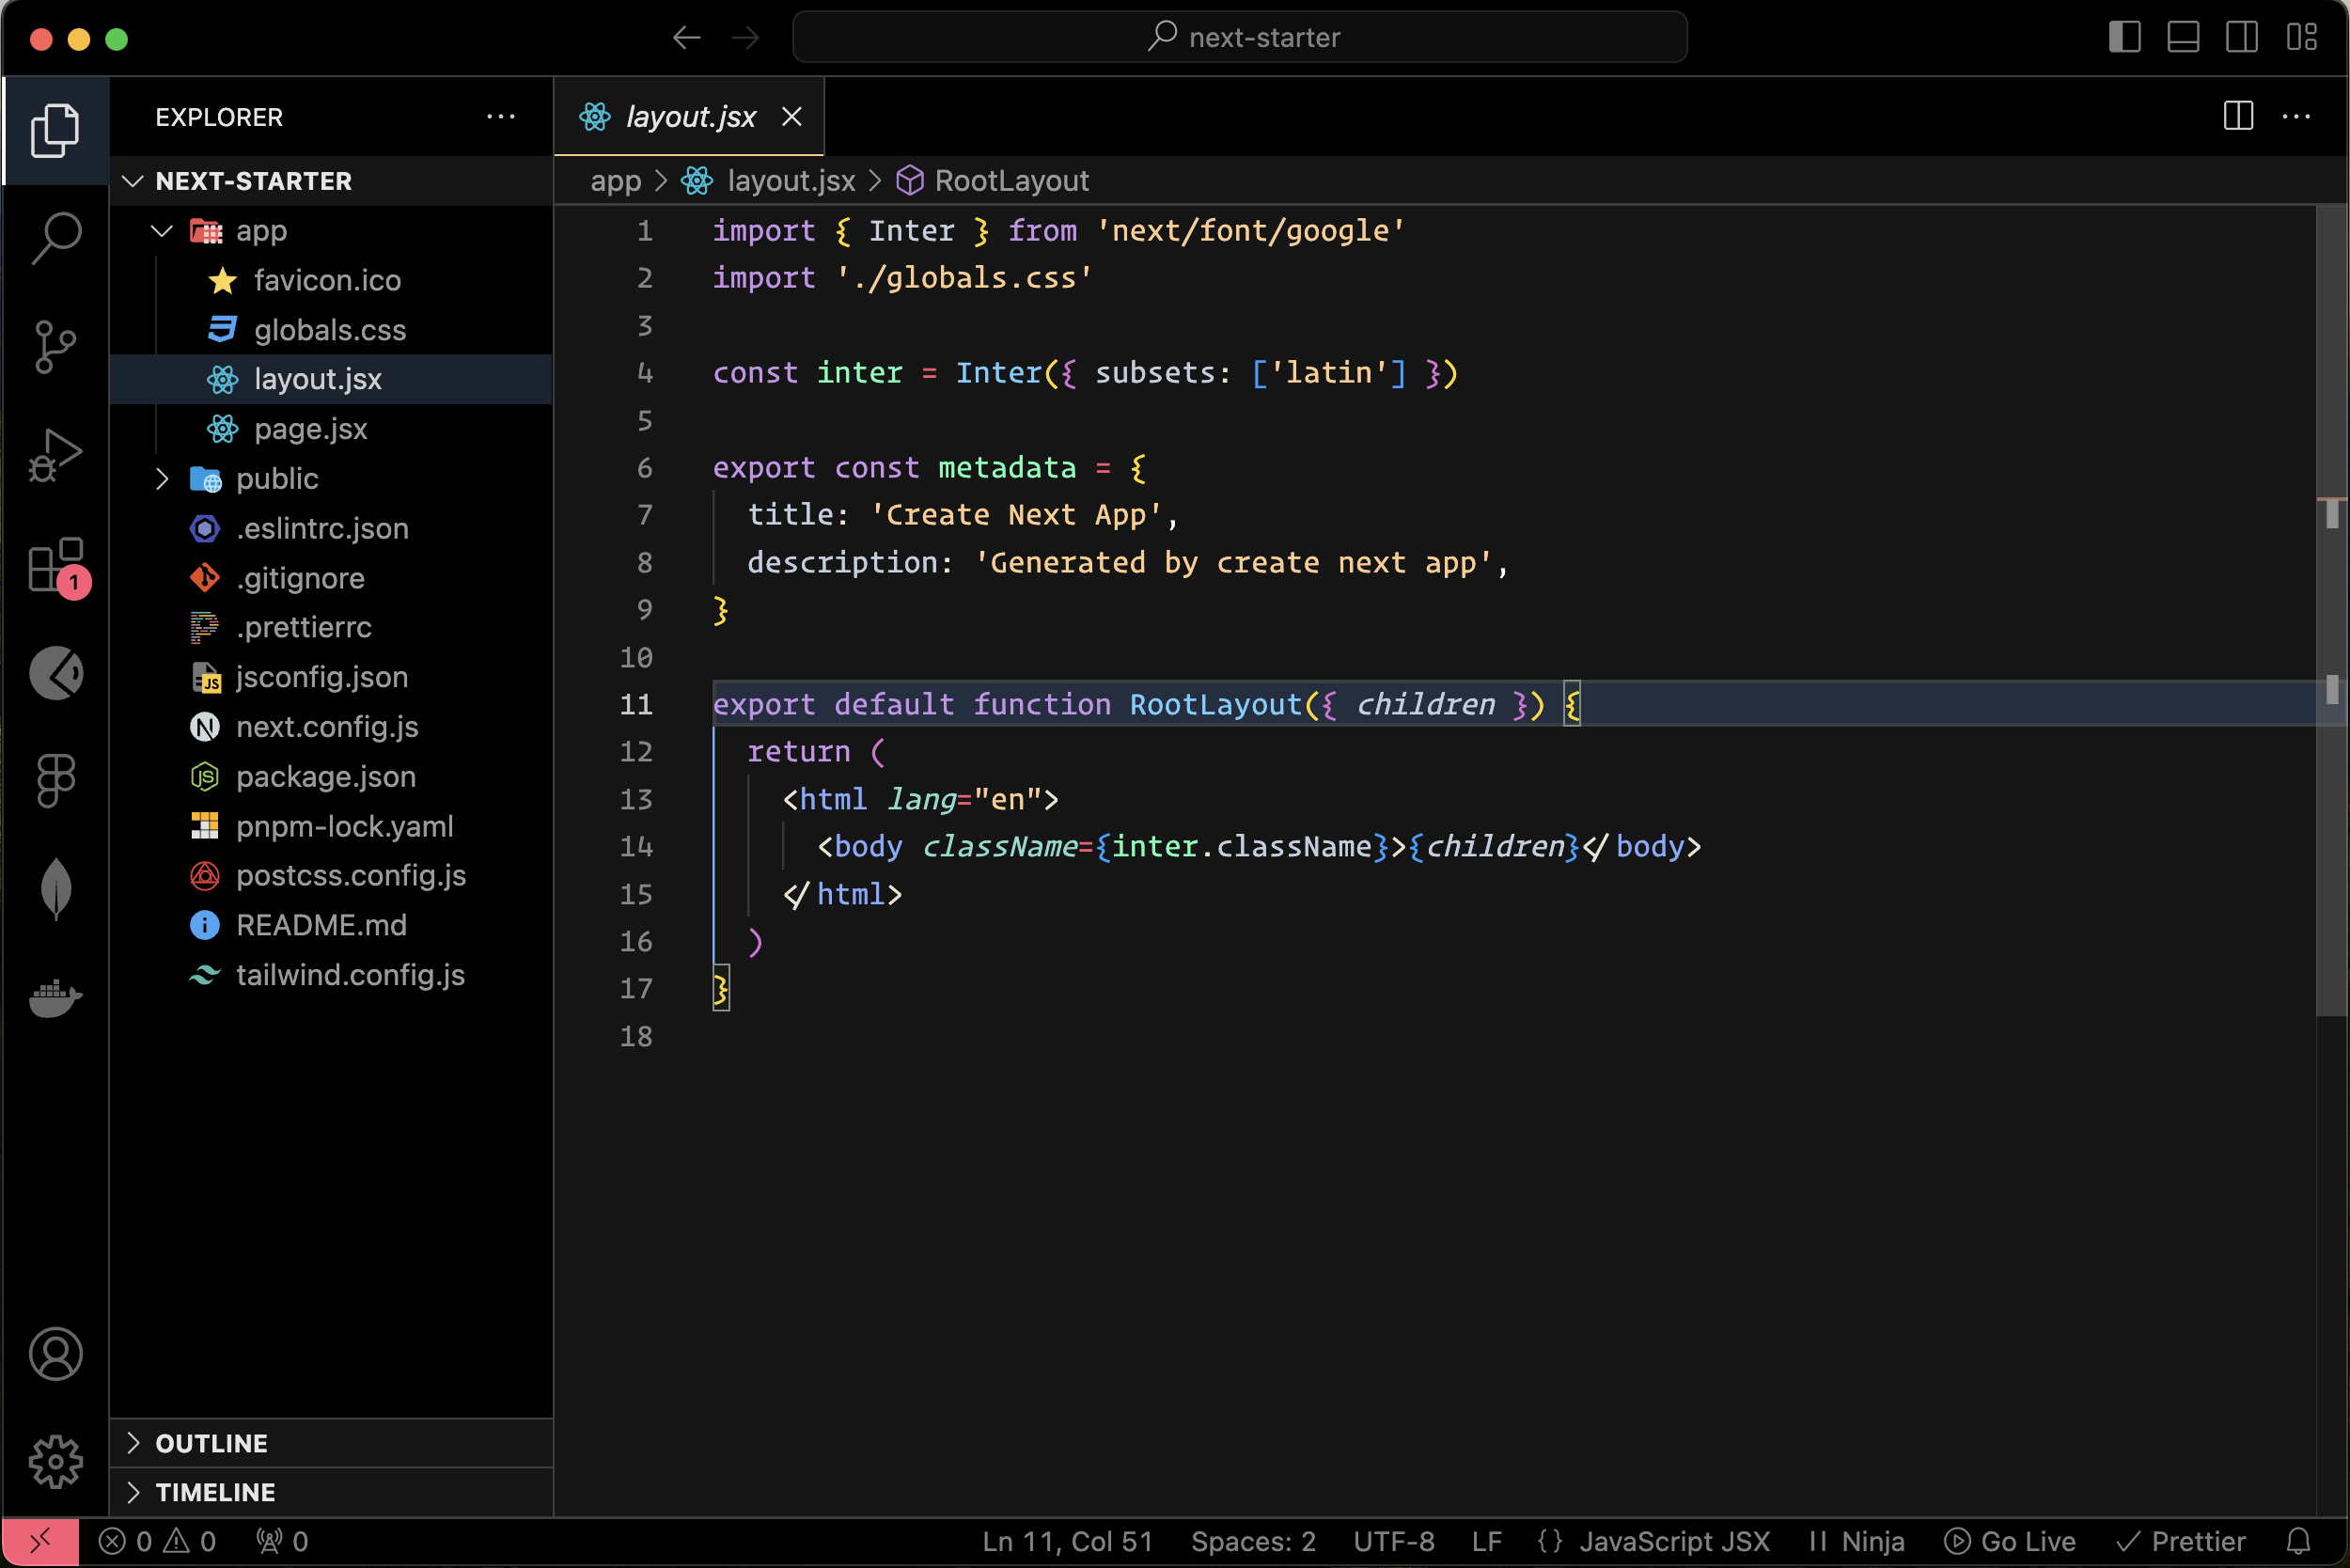 next-starter
EXPLORER
NEXT-STARTER
app
favicon.ico
globals.css
layout.jsx
page.jsx
public
.eslintrc.json
.gitignore
.prettierrc
jsconfig.json
next.config.js
package.json
pnpm-lock.yaml
postcss.config.js
README.md
tailwind.config.js
OUTLINE
TIMELINE
1
layout.jsx
app > layout.jsx > RootLayout
1 import { Inter } from 'next/font/google'
2 import './globals.css'
3
4 const inter = Inter({ subsets: ['latin'] })
5
6 export const metadata = {
7   title: 'Create Next App',
8   description: 'Generated by create next app',
9 }
10
11 export default function RootLayout({ children }) {
12   return (
13     <html lang="en">
14       <body className={inter.className}>{children}</body>
15     </html>
16   )
17 }
18
0 0 0 Ln 11, Col 51 Spaces: 2 UTF-8 LF {} JavaScript JSX Ninja Go Live Prettier